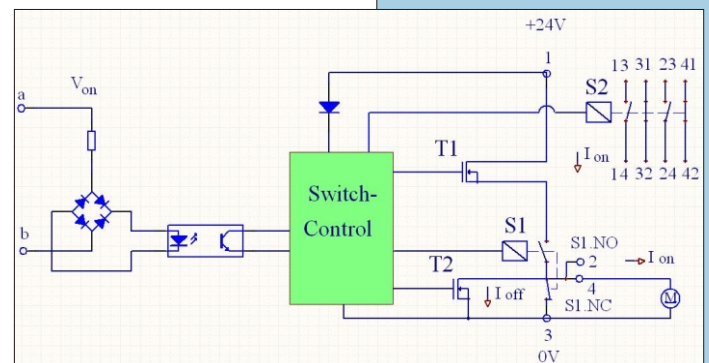 +24V
1
13 31 23 41
S2
a
V on
T1
I on
14 32 24 42
Switch-
Control
S1
S1.NO
2
I on
b
T2
I off
4
S1.NC
M
3
0V